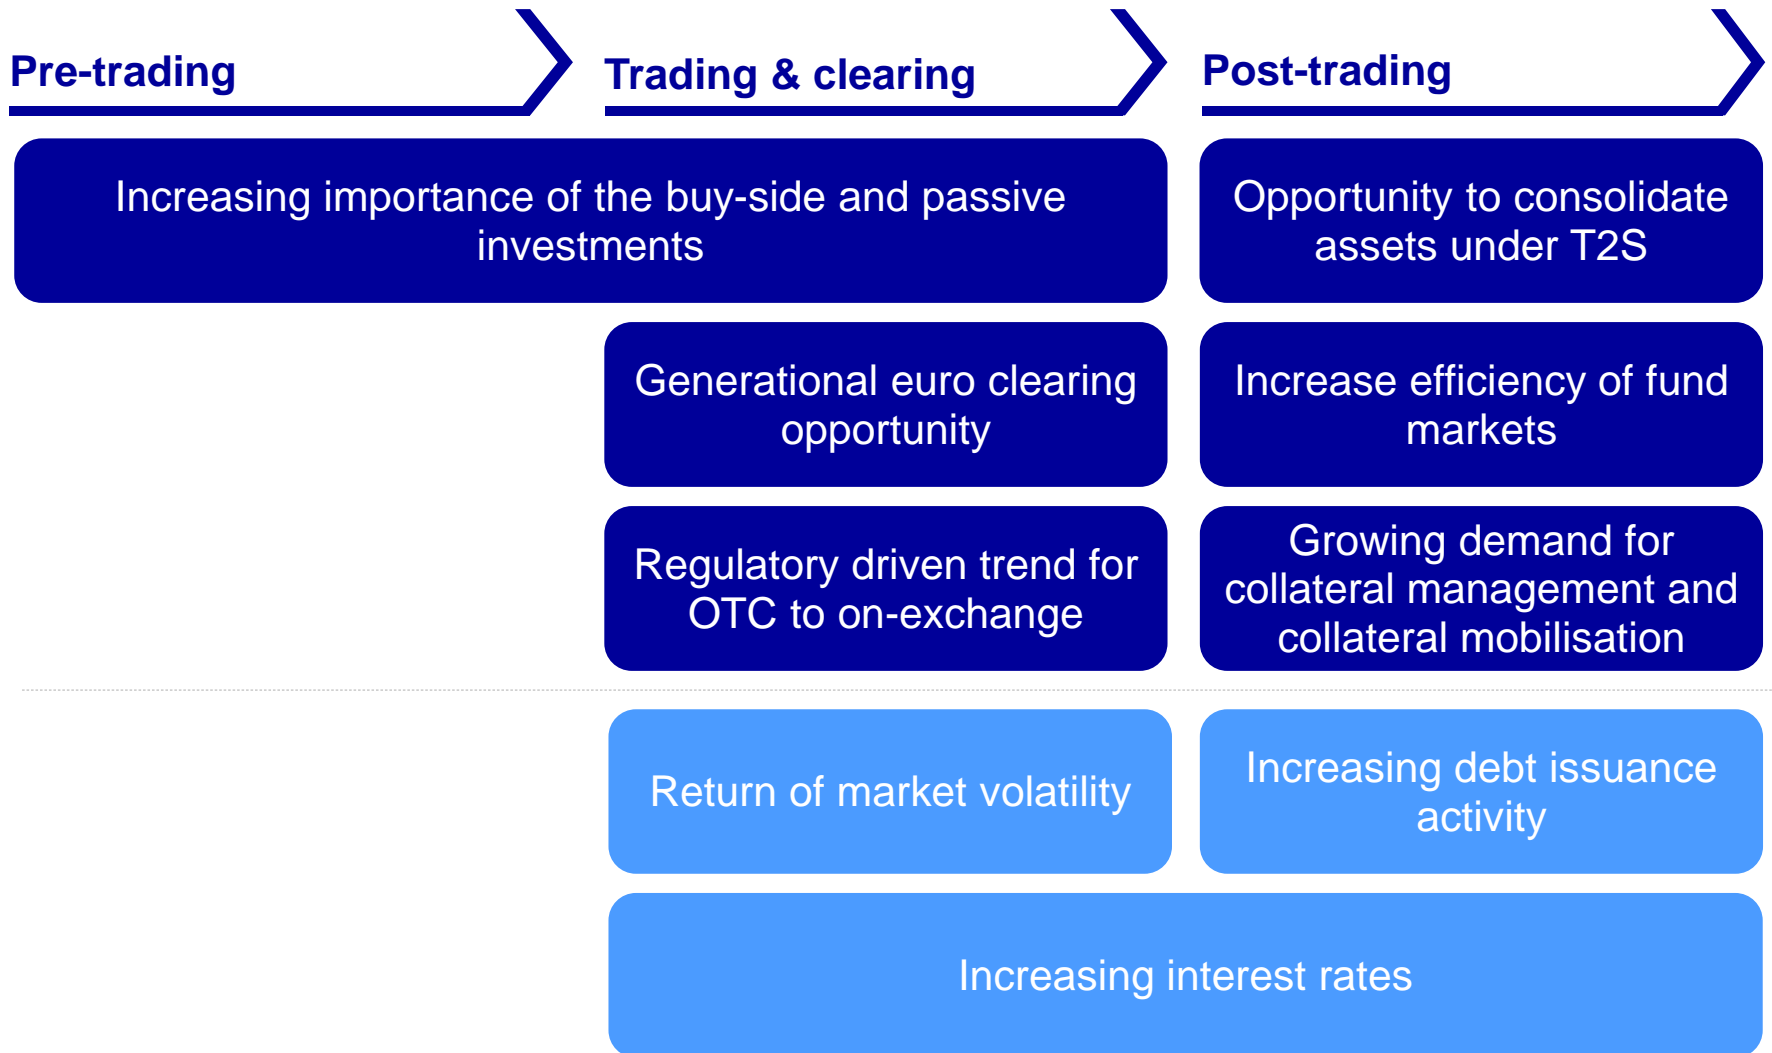 Pre-trading
Trading & clearing
Post-trading
Increasing importance of the buy-side and passive
investments
Opportunity to consolidate
assets under T2S
Generational euro clearing
opportunity
Increase efficiency of fund
markets
Regulatory driven trend for
OTC to on-exchange
Growing demand for
collateral management and
collateral mobilisation
Return of market volatility
Increasing debt issuance
activity
Increasing interest rates